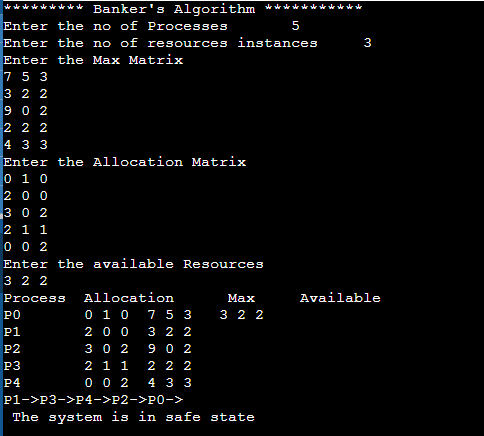 ********* Banker's Algorithm ***********
Enter the no of Processes       5
Enter the no of resources instances     3
Enter the Max Matrix
7 5 3
3 2 2
9 0 2
2 2 2
4 3 3
Enter the Allocation Matrix
0 1 0
2 0 0
3 0 2
2 1 1
0 0 2
Enter the available Resources
3 2 2
Process  Allocation      Max     Available
P0       0 1 0  7 5 3   3 2 2
P1       2 0 0  3 2 2
P2       3 0 2  9 0 2
P3       2 1 1  2 2 2
P4       0 0 2  4 3 3
P1->P3->P4->P2->P0->
 The system is in safe state